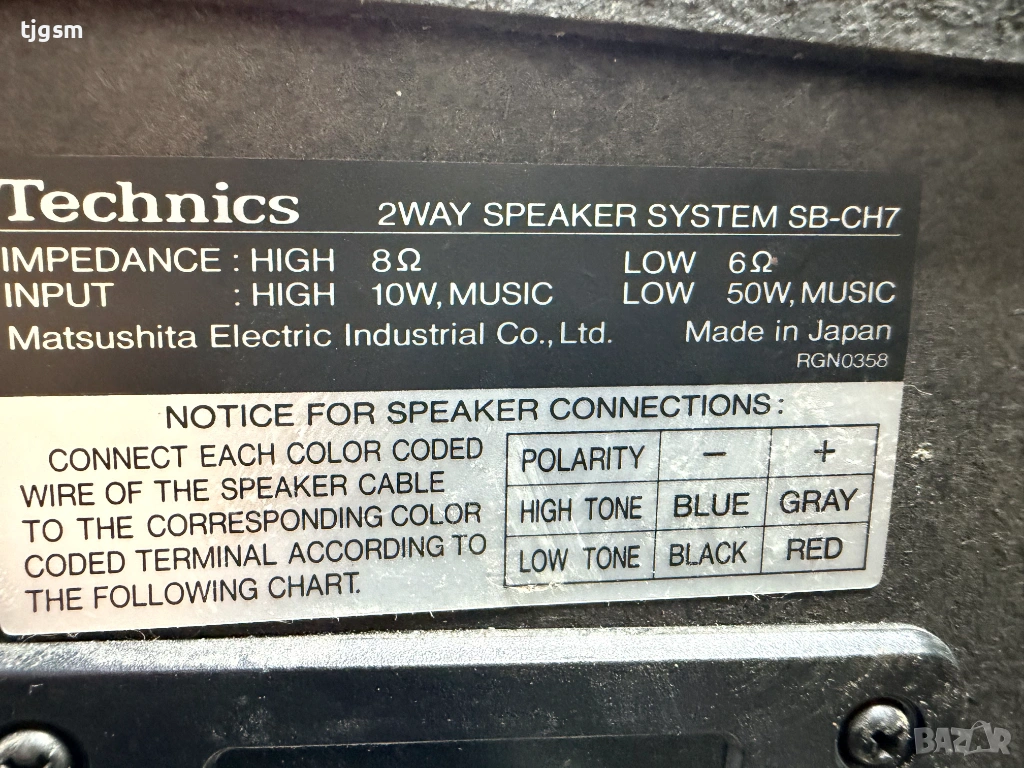 tjgsm
Technics 2WAY SPEAKER SYSTEM SB-CH7
IMPEDANCE : HIGH 8Ω LOW 6Ω
INPUT : HIGH 10W, MUSIC LOW 50W, MUSIC
Matsushita Electric Industrial Co., Ltd. Made in Japan
RGN0358
NOTICE FOR SPEAKER CONNECTIONS:
CONNECT EACH COLOR CODED
WIRE OF THE SPEAKER CABLE
TO THE CORRESPONDING COLOR
CODED TERMINAL ACCORDING TO
THE FOLLOWING CHART.
POLARITY − +
HIGH TONE BLUE GRAY
LOW TONE BLACK RED
BAZAR